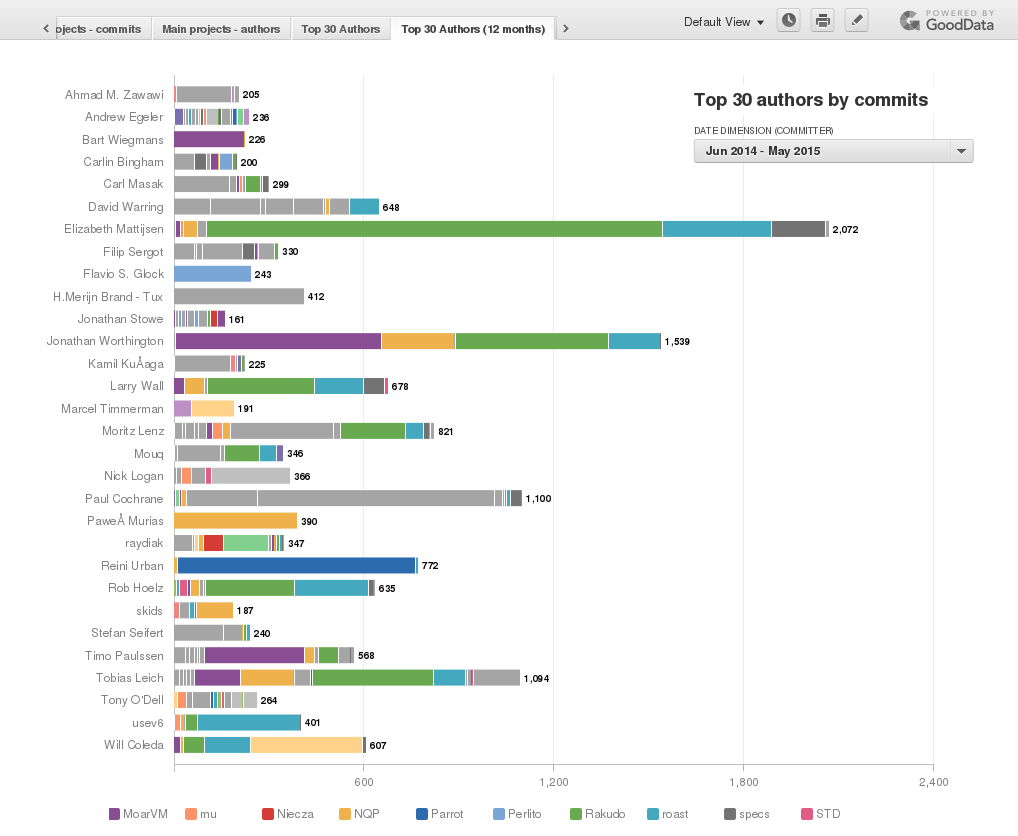 ojects - commits
Main projects - authors
Top 30 Authors
Top 30 Authors (12 months)
Default View
POWERED BY
GoodData
Top 30 authors by commits
DATE DIMENSION (COMMITTER)
Jun 2014 - May 2015
Ahmad M. Zawawi 205
Andrew Egeler 236
Bart Wiegmans 226
Carlin Bingham 200
Carl Masak 299
David Warring 648
Elizabeth Mattijsen 2,072
Filip Sergot 330
Flavio S. Glock 243
H.Merijn Brand - Tux 412
Jonathan Stowe 161
Jonathan Worthington 1,539
Kamil KuÅaga 225
Larry Wall 678
Marcel Timmerman 191
Moritz Lenz 821
Mouq 346
Nick Logan 366
Paul Cochrane 1,100
PaweÅ Murias 390
raydiak 347
Reini Urban 772
Rob Hoelz 635
skids 187
Stefan Seifert 240
Timo Paulssen 568
Tobias Leich 1,094
Tony O'Dell 264
usev6 401
Will Coleda 607
600 1,200 1,800 2,400
MoarVM mu Niecza NQP Parrot Perlito Rakudo roast specs STD